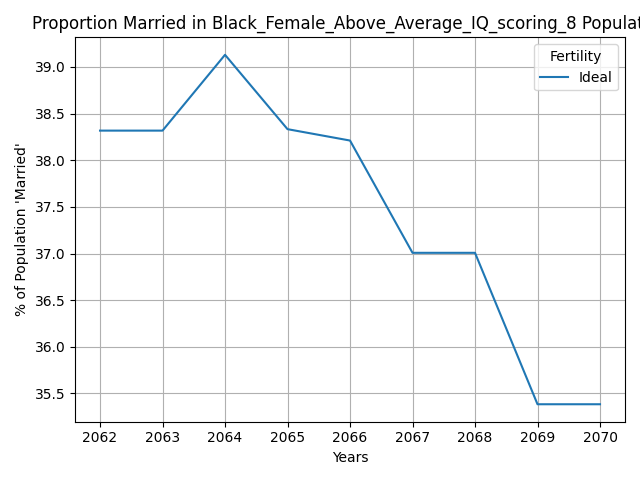 Proportion Married in Black_Female_Above_Average_IQ_scoring_8 Populat
Fertility
Ideal
39.0
38.5
38.0
37.5
37.0
36.5
36.0
35.5
% of Population 'Married'
2062 2063 2064 2065 2066 2067 2068 2069 2070
Years